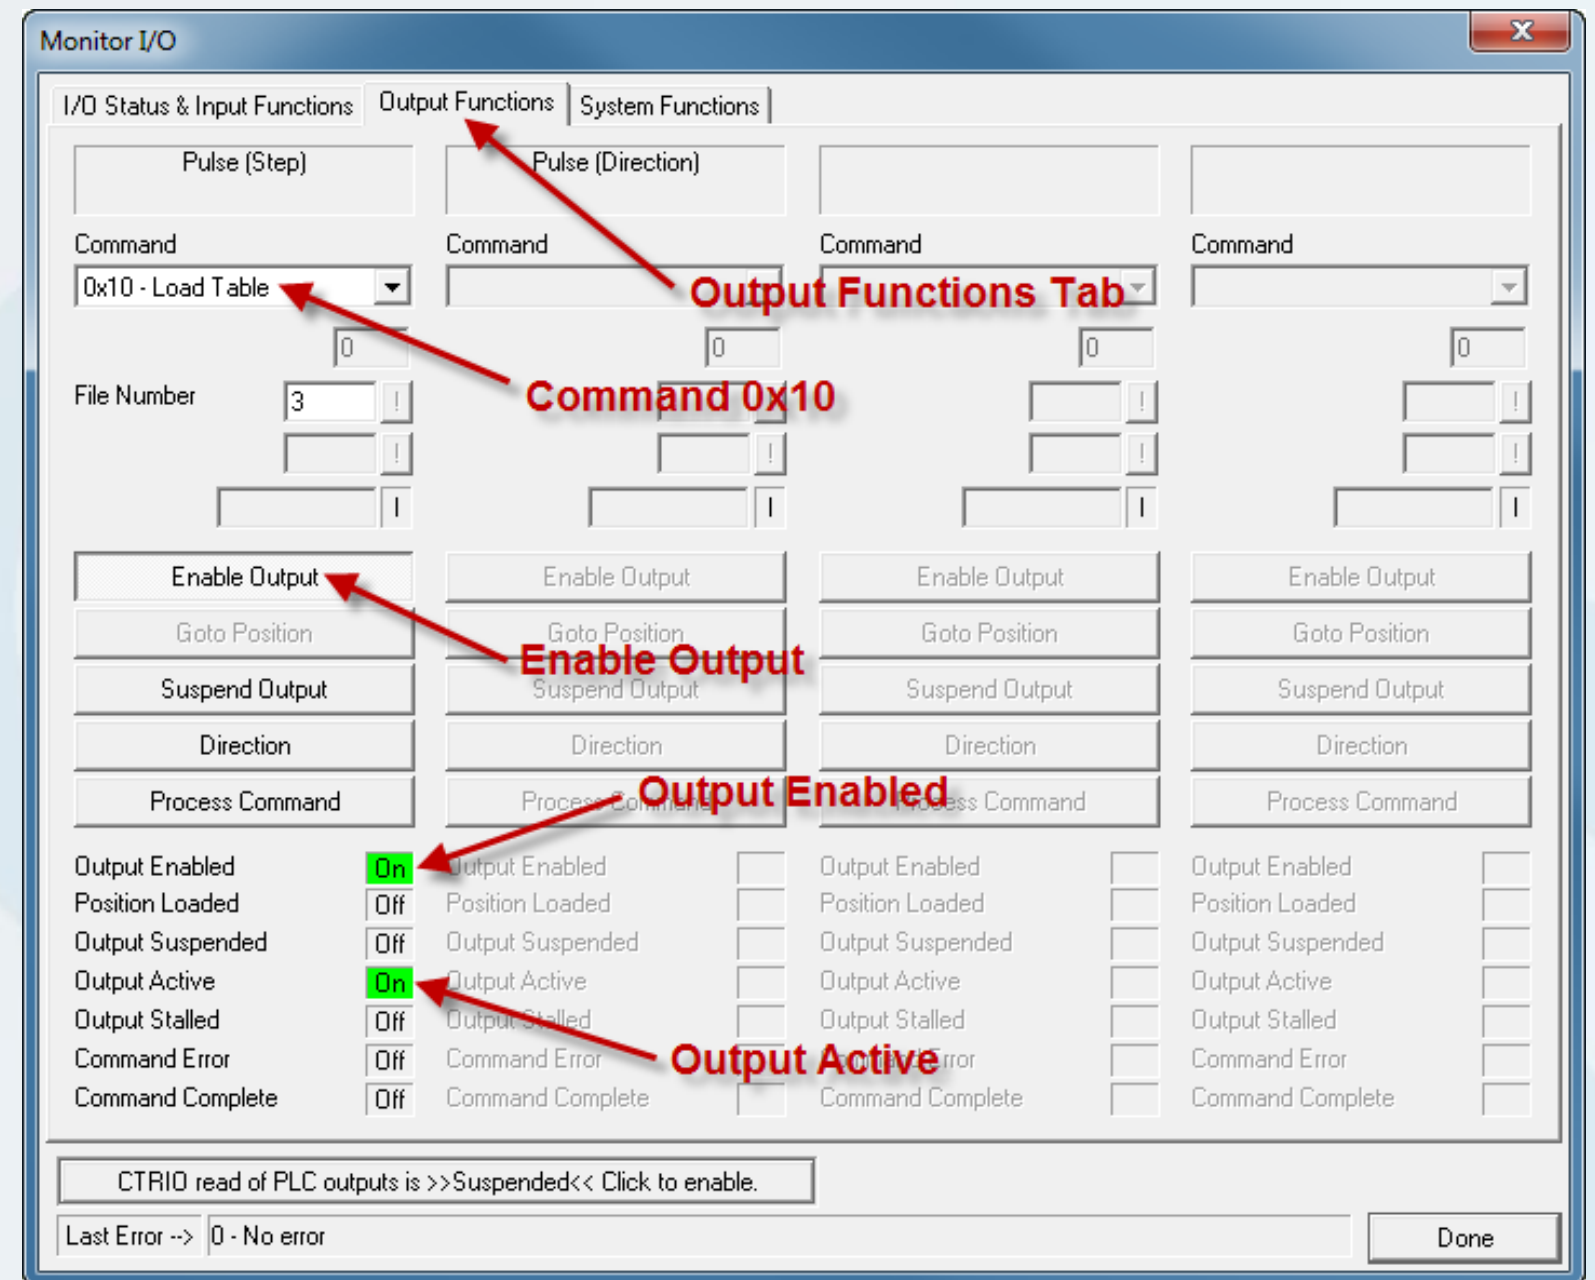 Monitor I/O
I/O Status & Input Functions Output Functions System Functions
Pulse (Step) Pulse (Direction)
Command Command Command Command
0x10 - Load Table
Output Functions Tab
0 0 0 0
File Number 3 ! ! ! !
Command 0x10
! ! ! !
I I I I
Enable Output Enable Output Enable Output Enable Output
Goto Position Goto Position Goto Position Goto Position
Enable Output
Suspend Output Suspend Output Suspend Output Suspend Output
Direction Direction Direction Direction
Output Enabled
Process Command Process Command Process Command Process Command
Output Enabled On Output Enabled Output Enabled Output Enabled
Position Loaded Off Position Loaded Position Loaded Position Loaded
Output Suspended Off Output Suspended Output Suspended Output Suspended
Output Active On Output Active Output Active Output Active
Output Stalled Off Output Stalled Output Stalled Output Stalled
Command Error Off Command Error Command Error Command Error
Output Active
Command Complete Off Command Complete Command Complete Command Complete
CTRIO read of PLC outputs is >>Suspended<< Click to enable.
Last Error --> 0 - No error Done